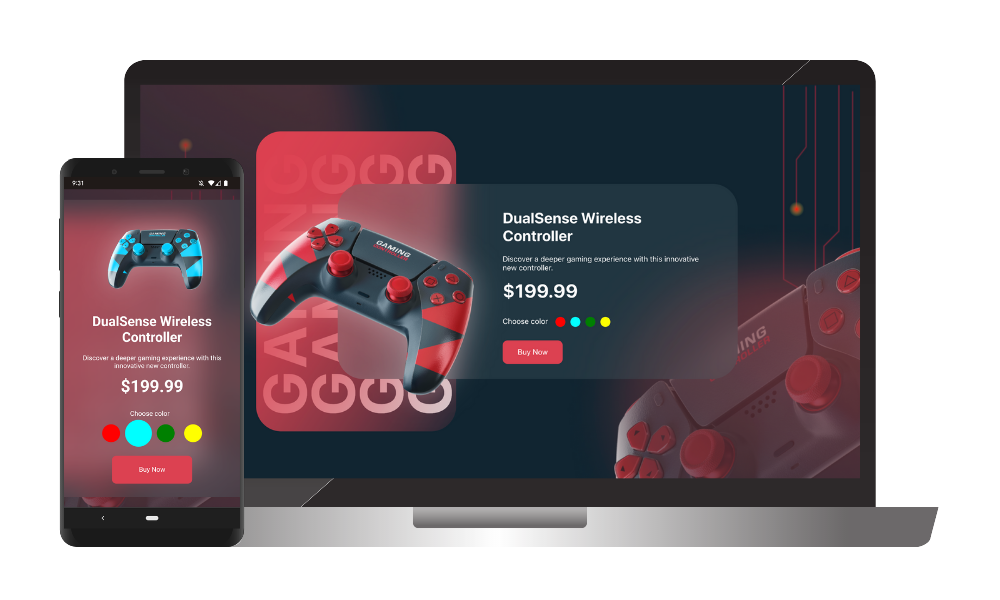 9:31
GAMING
DualSense Wireless
Controller
Discover a deeper gaming experience with this
innovative new controller.
$199.99
Choose color
Buy Now
GAMING
GAMING
GAMING
GAMING
GAMING
DualSense Wireless
Controller
Discover a deeper gaming experience with this innovative
new controller.
$199.99
Choose color
Buy Now